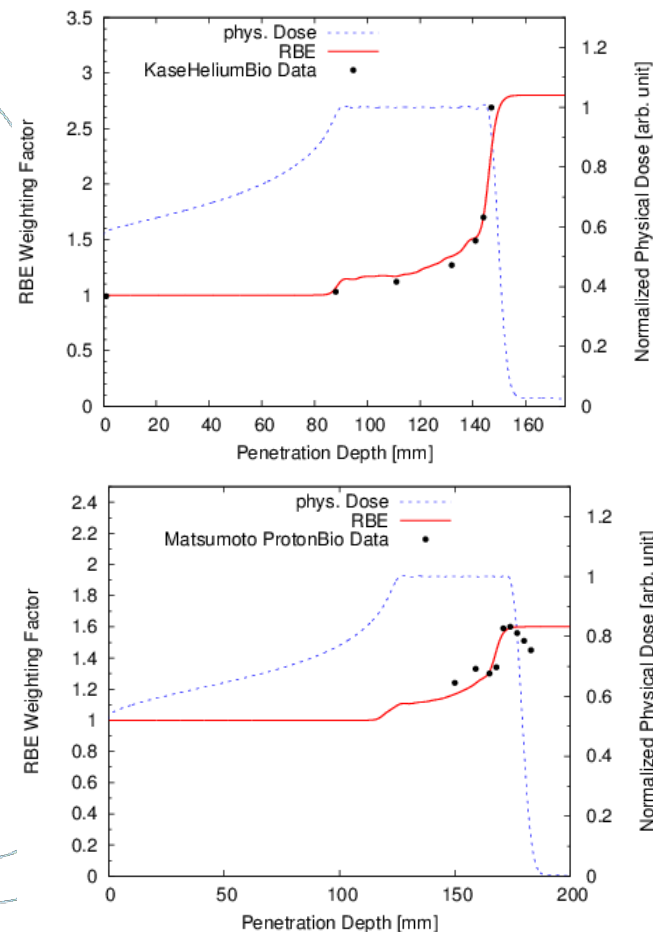 phys. Dose
RBE
KaseHeliumBio Data
3.5
3
2.5
2
1.5
1
0.5
0
RBE Weighting Factor
1.2
1
0.8
0.6
0.4
0.2
0
Normalized Physical Dose [arb. unit]
0 20 40 60 80 100 120 140 160
Penetration Depth [mm]
phys. Dose
RBE
Matsumoto ProtonBio Data
2.4
2.2
2
1.8
1.6
1.4
1.2
1
0.8
0.6
0.4
0.2
0
RBE Weighting Factor
1.2
1
0.8
0.6
0.4
0.2
0
Normalized Physical Dose [arb. unit]
0 50 100 150 200
Penetration Depth [mm]